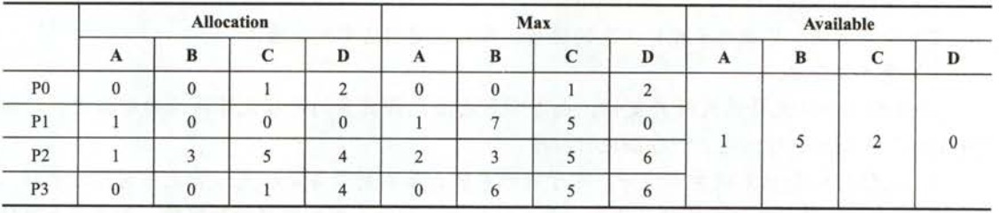 Allocation Max Available
A B C D A B C D A B C D
P0 0 0 1 2 0 0 1 2
P1 1 0 0 0 1 7 5 0
1 5 2 0
P2 1 3 5 4 2 3 5 6
P3 0 0 1 4 0 6 5 6